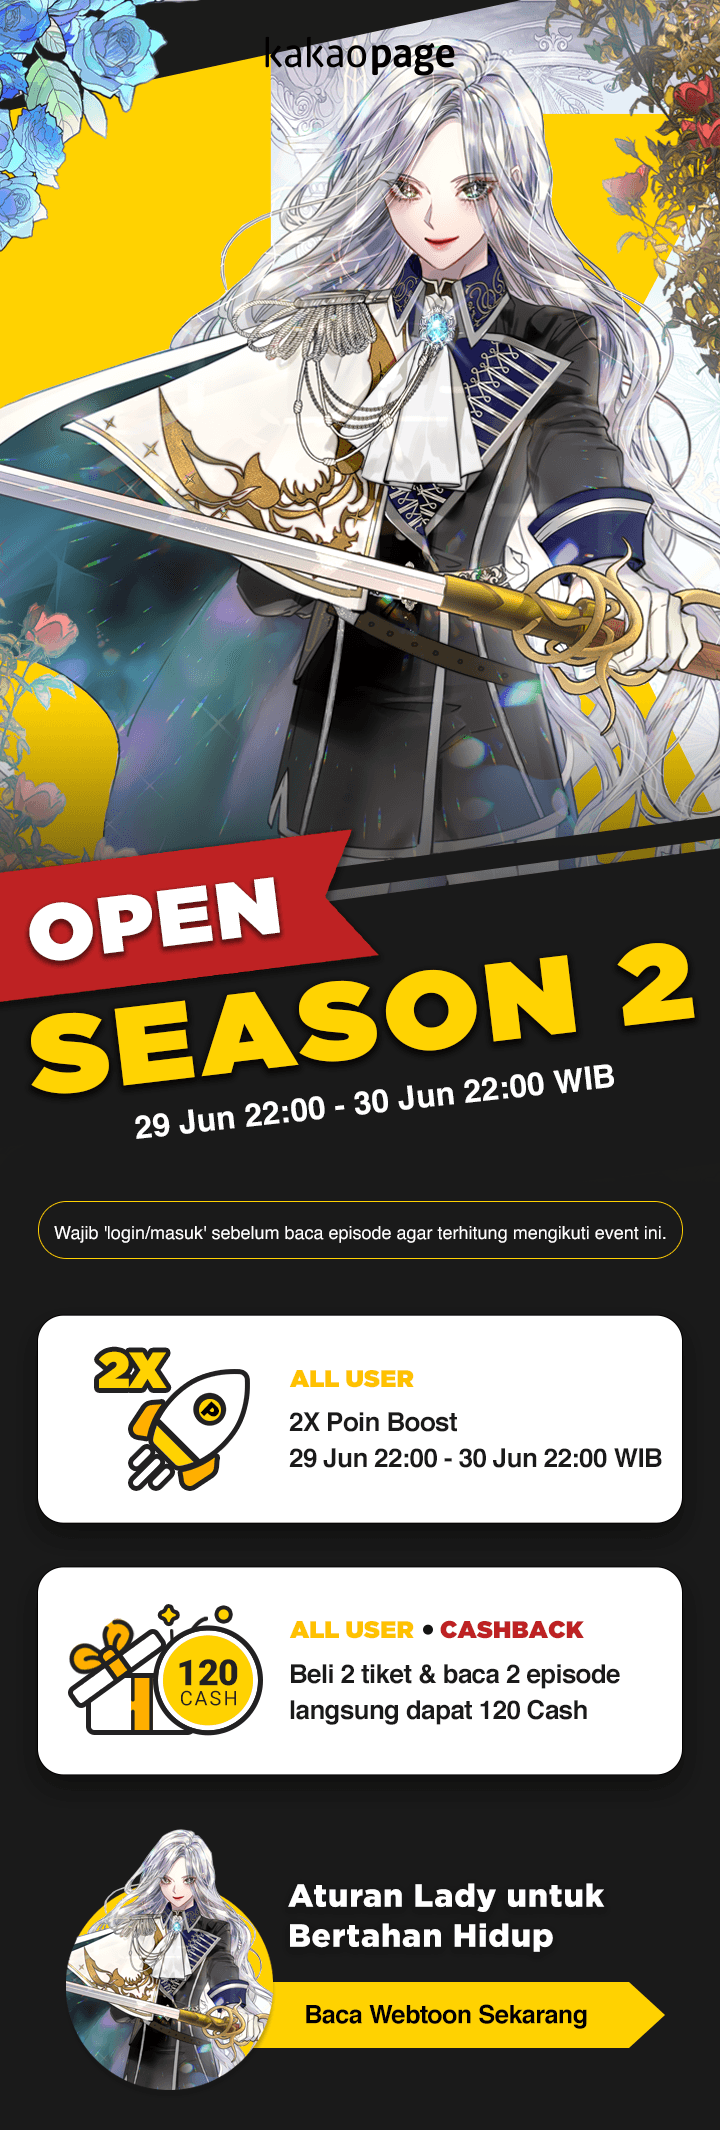 kakaopage
OPEN
SEASON 2
29 Jun 22:00 - 30 Jun 22:00 WIB
Wajib 'login/masuk' sebelum baca episode agar terhitung mengikuti event ini.
2X
P
ALL USER
2X Poin Boost
29 Jun 22:00 - 30 Jun 22:00 WIB
120
CASH
ALL USER • CASHBACK
Beli 2 tiket & baca 2 episode
langsung dapat 120 Cash
Aturan Lady untuk
Bertahan Hidup
Baca Webtoon Sekarang